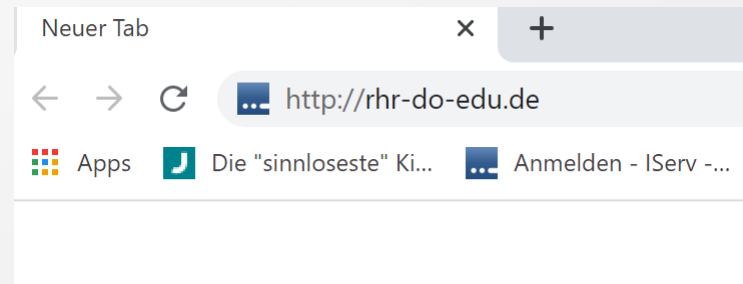 Neuer Tab
http://rhr-do-edu.de
Apps Die "sinnloseste" Ki... Anmelden - IServ -...